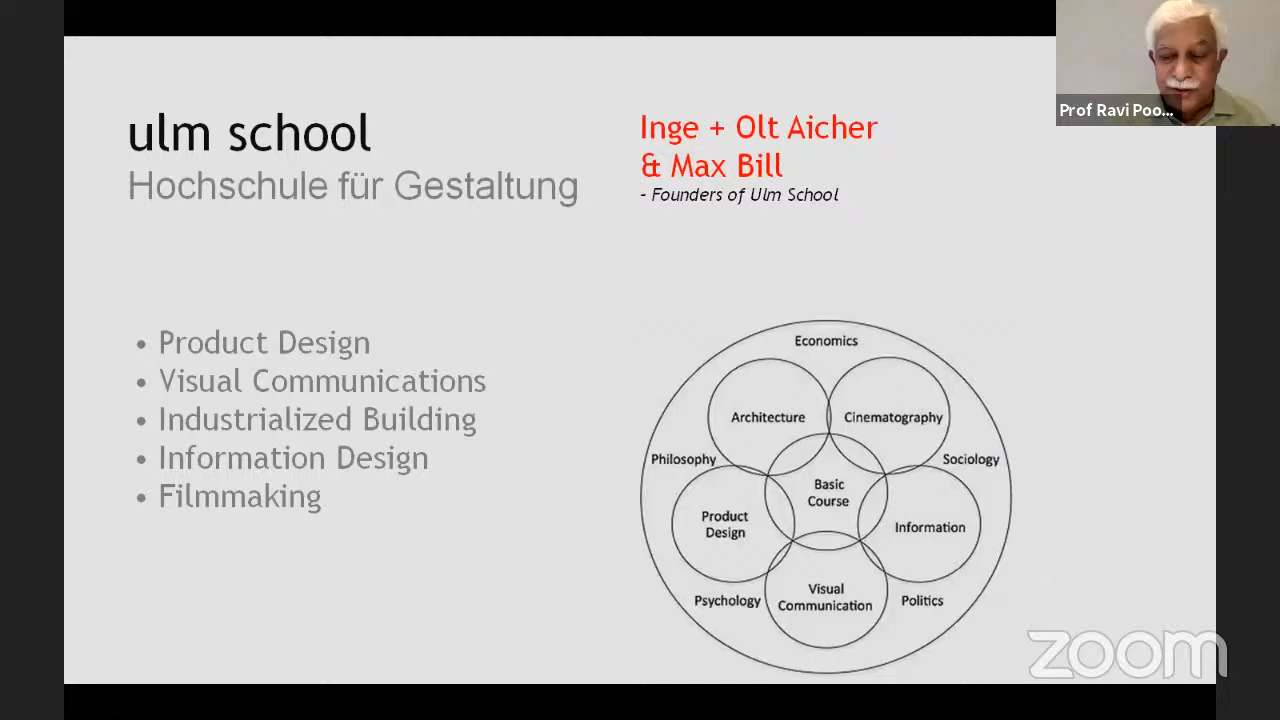 ulm school
Hochschule für Gestaltung
Inge + Olt Aicher
& Max Bill
- Founders of Ulm School
• Product Design
• Visual Communications
• Industrialized Building
• Information Design
• Filmmaking
Economics
Architecture
Cinematography
Philosophy
Sociology
Basic
Course
Product
Design
Information
Visual
Communication
Psychology
Politics
Prof Ravi Poo...
zoom